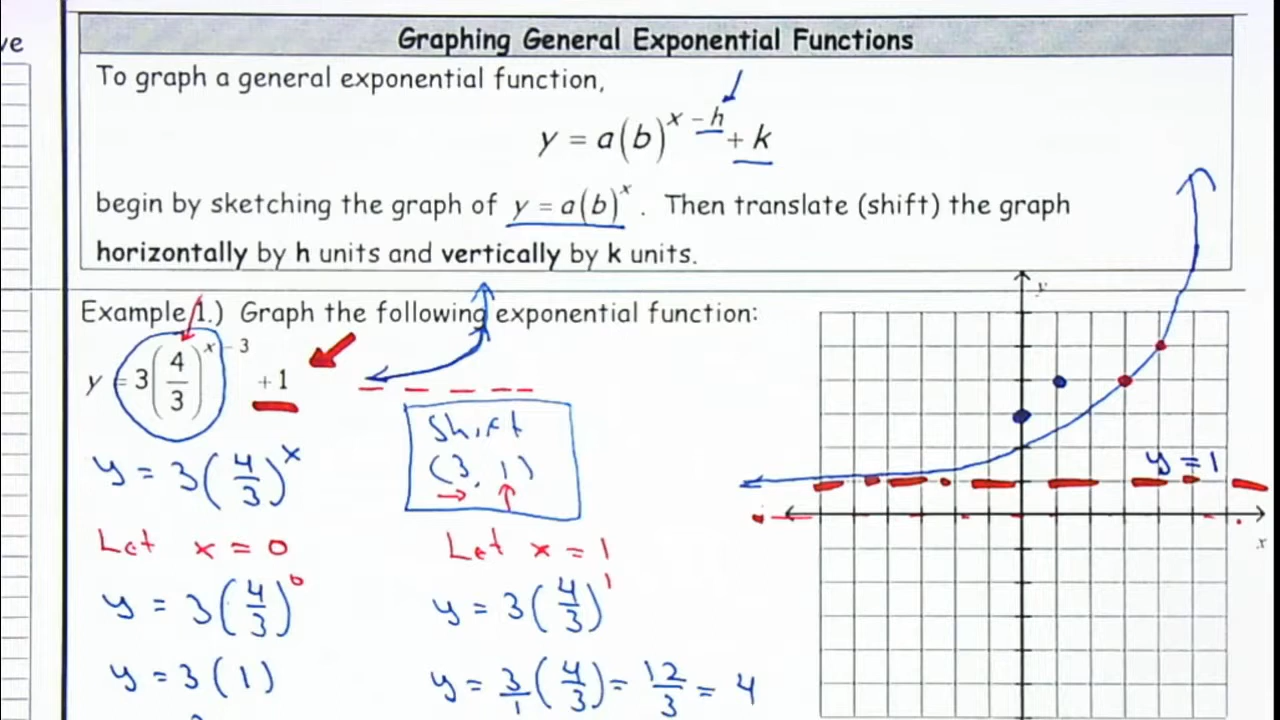 ve
Graphing General Exponential Functions
To graph a general exponential function,
y = a(b)^(x - h) + k
begin by sketching the graph of y = a(b)^x. Then translate (shift) the graph
horizontally by h units and vertically by k units.
Example 1.) Graph the following exponential function:
y = 3(4/3)^(x - 3) + 1
Shift
(3, 1)
y = 3(4/3)^x
Let x = 0
y = 3(4/3)^0
y = 3(1)
Let x = 1
y = 3(4/3)^1
y = 3/1(4/3) = 12/3 = 4
y
y = 1
x